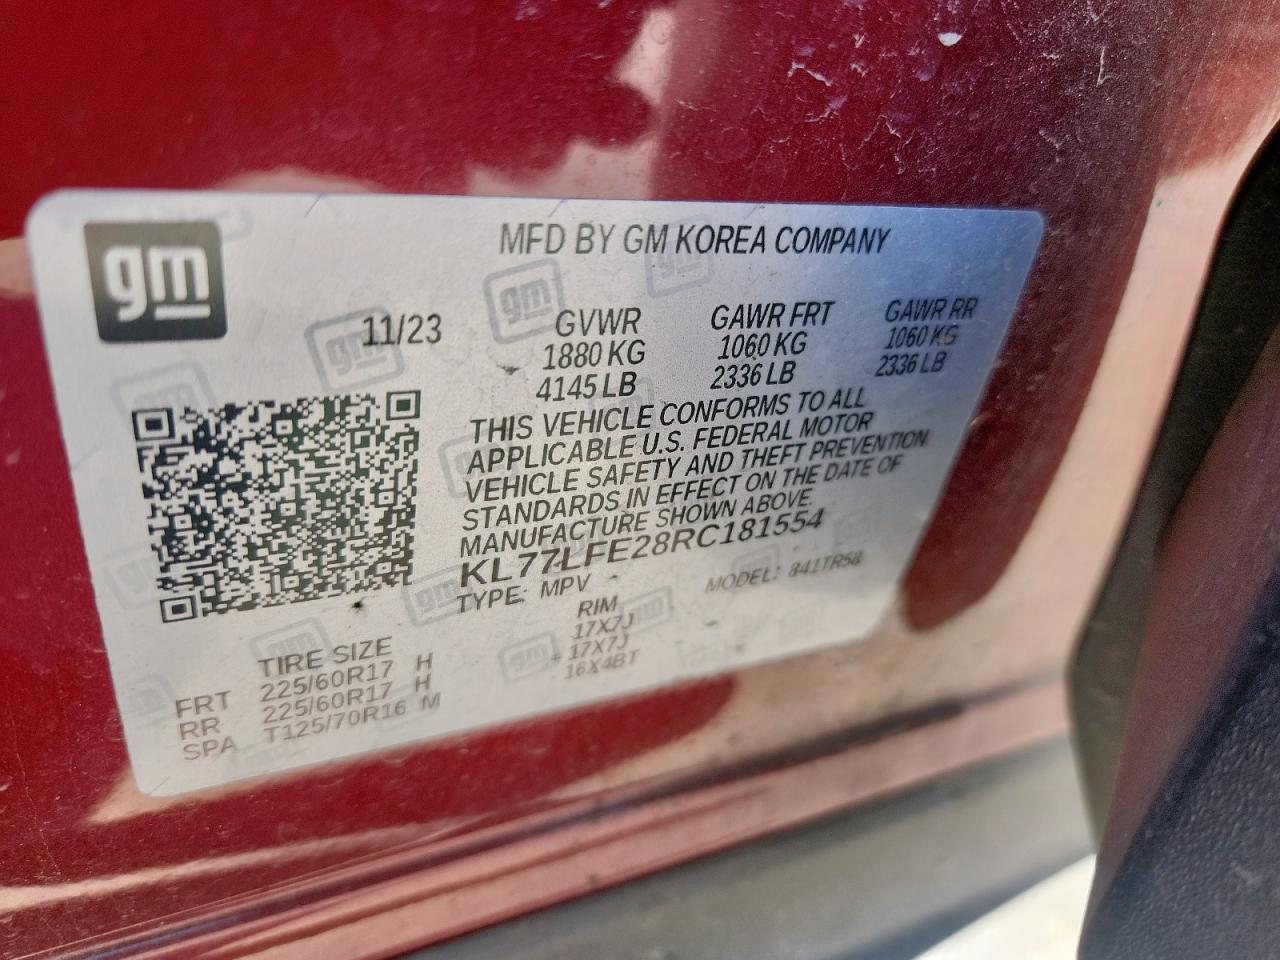 gm
MFD BY GM KOREA COMPANY
11/23
GVWR GAWR FRT GAWR RR
1880 KG 1060 KG 1060 KG
4145 LB 2336 LB 2336 LB
THIS VEHICLE CONFORMS TO ALL
APPLICABLE U.S. FEDERAL MOTOR
VEHICLE SAFETY AND THEFT PREVENTION
STANDARDS IN EFFECT ON THE DATE OF
MANUFACTURE SHOWN ABOVE.
KL77LFE28RC181554
TYPE: MPV MODEL: 841TR58
TIRE SIZE RIM
FRT 225/60R17 H 17X7J
RR 225/60R17 H 17X7J
SPA T125/70R16 M 16X4BT